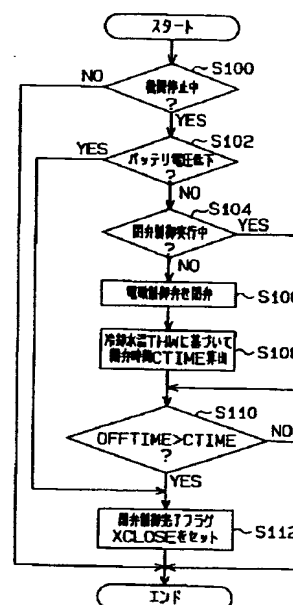 スタート
S100
NO
機関停止中
?
YES
S102
YES
バッテリ電圧低下
?
NO
S104
閉弁制御実行中
YES
?
NO
電磁制御弁を閉弁
S106
冷却水温THWに基づいて
閉弁時間CTIME算出
S108
S110
OFFTIME>CTIME
NO
?
YES
閉弁制御完了フラグ
XCLOSEをセット
S112
エンド